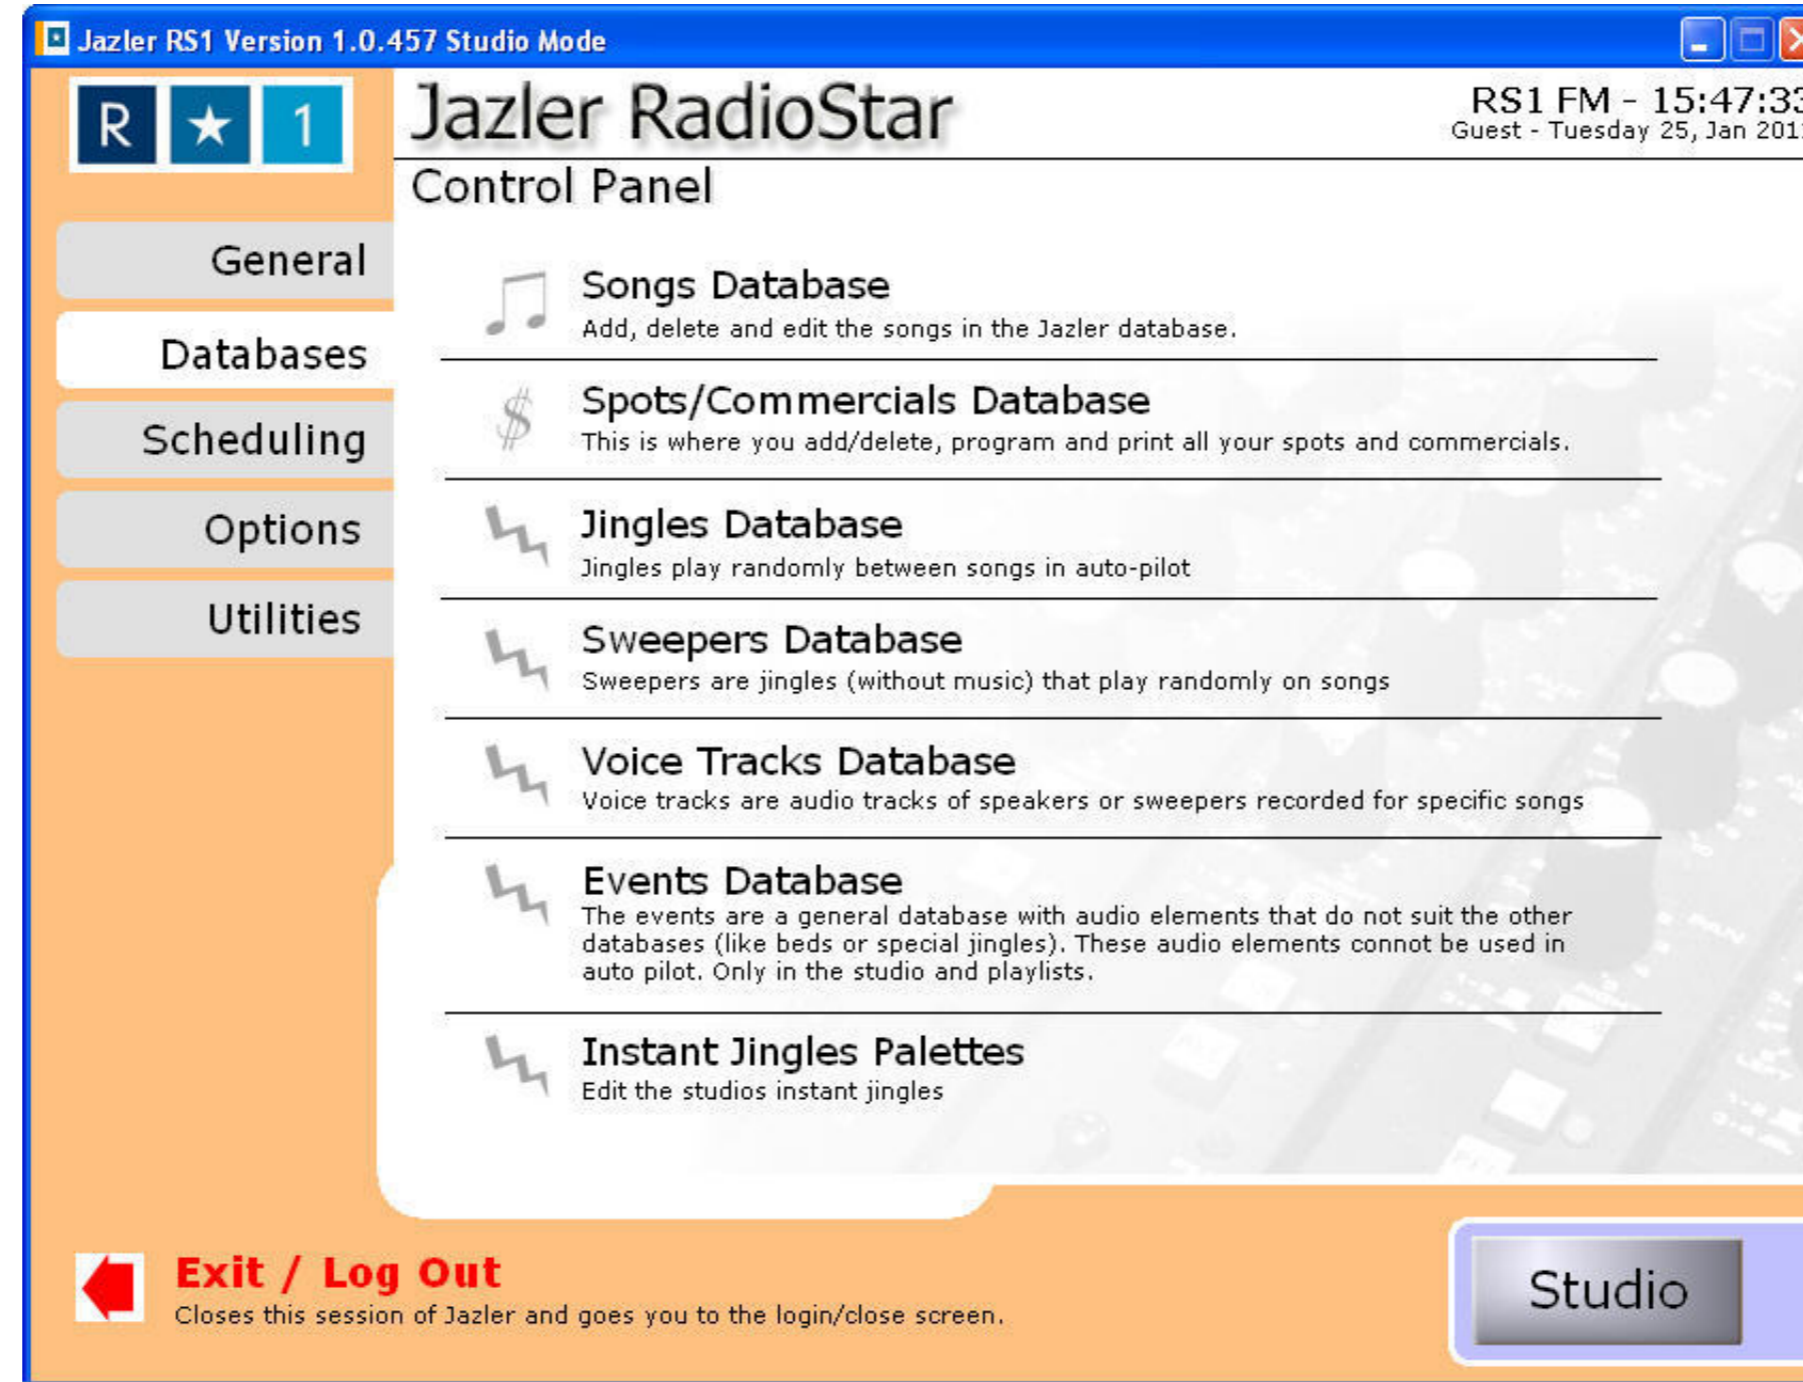 Jazler RS1 Version 1.0.457 Studio Mode
R ★ 1
Jazler RadioStar
RS1 FM - 15:47:33
Guest - Tuesday 25, Jan 2011
Control Panel
General
Databases
Scheduling
Options
Utilities
Songs Database
Add, delete and edit the songs in the Jazler database.
$
Spots/Commercials Database
This is where you add/delete, program and print all your spots and commercials.
Jingles Database
Jingles play randomly between songs in auto-pilot
Sweepers Database
Sweepers are jingles (without music) that play randomly on songs
Voice Tracks Database
Voice tracks are audio tracks of speakers or sweepers recorded for specific songs
Events Database
The events are a general database with audio elements that do not suit the other
databases (like beds or special jingles). These audio elements connot be used in
auto pilot. Only in the studio and playlists.
Instant Jingles Palettes
Edit the studios instant jingles
Exit / Log Out
Closes this session of Jazler and goes you to the login/close screen.
Studio